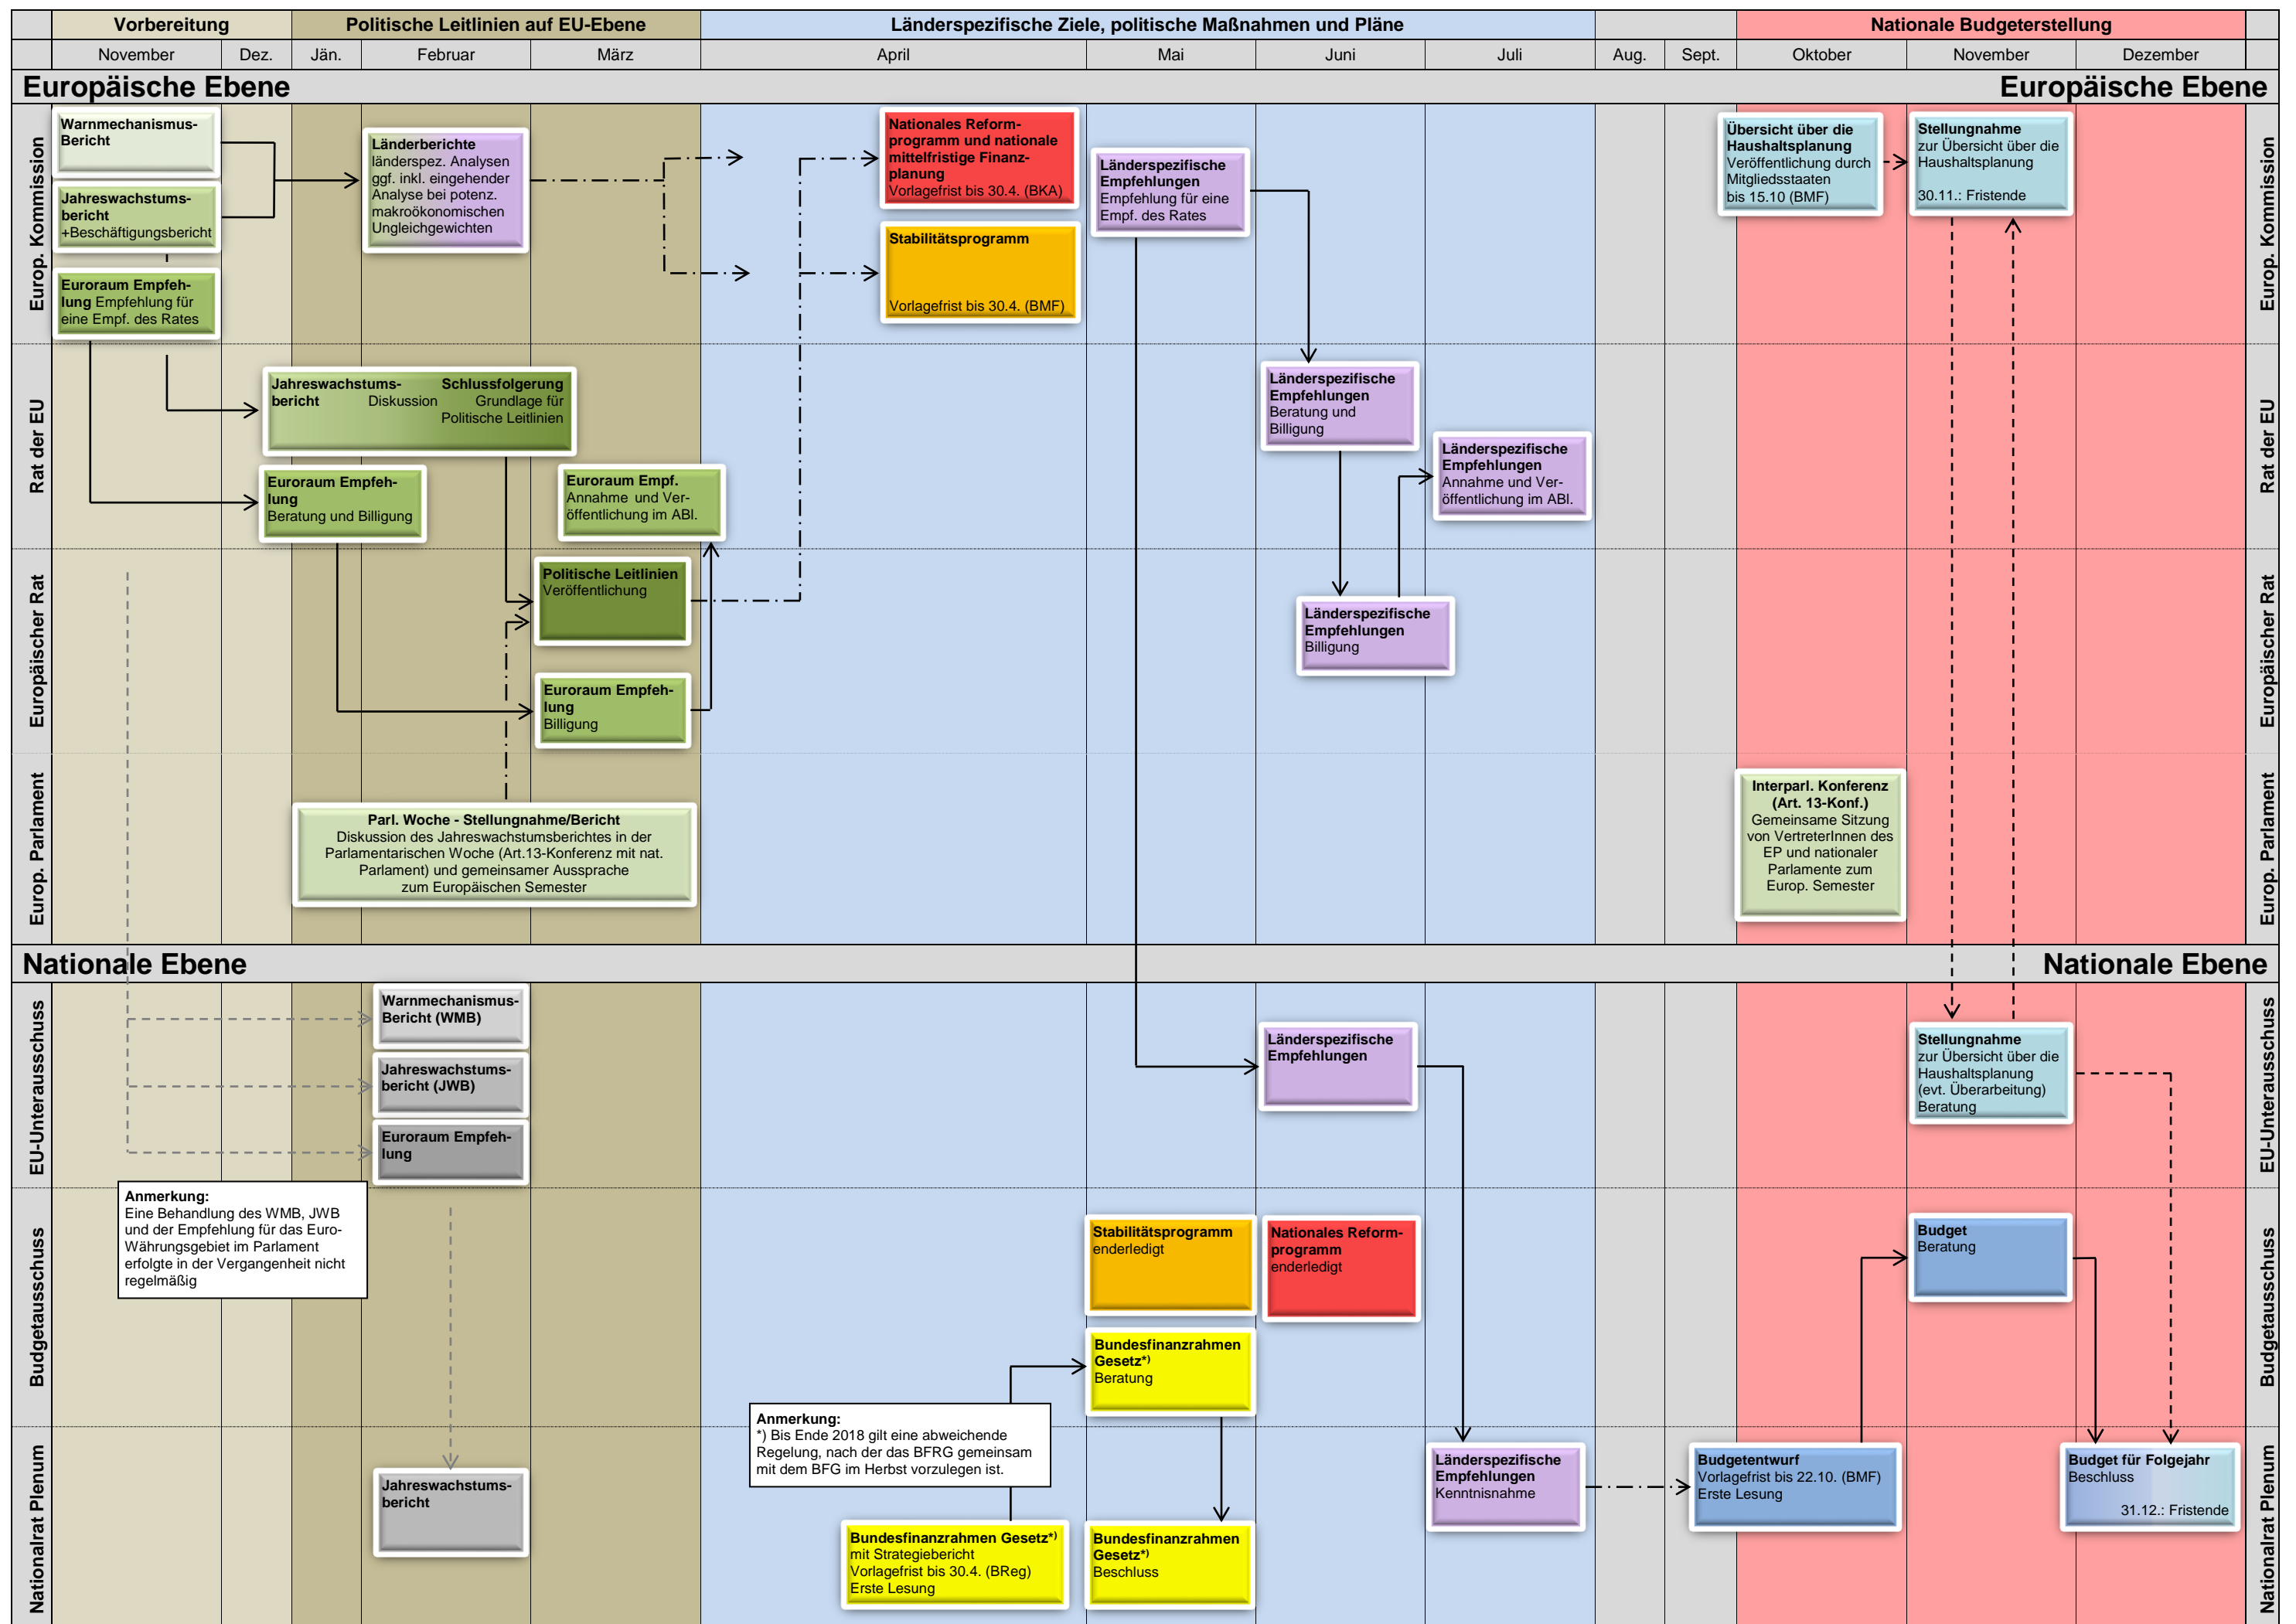 Vorbereitung
Politische Leitlinien auf EU-Ebene
Länderspezifische Ziele, politische Maßnahmen und Pläne
Nationale Budgeterstellung
November
Dez.
Jän.
Februar
März
April
Mai
Juni
Juli
Aug.
Sept.
Oktober
November
Dezember
Europäische Ebene
Europäische Ebene
Europ. Kommission
Warnmechanismus-
Bericht
Jahreswachstums-
bericht
+Beschäftigungsbericht
Euroraum Empfeh-
lung Empfehlung für
eine Empf. des Rates
Länderberichte
länderspez. Analysen
ggf. inkl. eingehender
Analyse bei potenz.
makroökonomischen
Ungleichgewichten
Nationales Reform-
programm und nationale
mittelfristige Finanz-
planung
Vorlagefrist bis 30.4. (BKA)
Stabilitätsprogramm
Vorlagefrist bis 30.4. (BMF)
Länderspezifische
Empfehlungen
Empfehlung für eine
Empf. des Rates
Übersicht über die
Haushaltsplanung
Veröffentlichung durch
Mitgliedsstaaten
bis 15.10 (BMF)
Stellungnahme
zur Übersicht über die
Haushaltsplanung
30.11.: Fristende
Europ. Kommission
Rat der EU
Jahreswachstums-
bericht
Diskussion
Schlussfolgerung
Grundlage für
Politische Leitlinien
Euroraum Empfeh-
lung
Beratung und Billigung
Euroraum Empf.
Annahme und Ver-
öffentlichung im ABl.
Länderspezifische
Empfehlungen
Beratung und
Billigung
Länderspezifische
Empfehlungen
Annahme und Ver-
öffentlichung im ABl.
Rat der EU
Europäischer Rat
Politische Leitlinien
Veröffentlichung
Euroraum Empfeh-
lung
Billigung
Länderspezifische
Empfehlungen
Billigung
Europäischer Rat
Europ. Parlament
Parl. Woche - Stellungnahme/Bericht
Diskussion des Jahreswachstumsberichtes in der
Parlamentarischen Woche (Art.13-Konferenz mit nat.
Parlament) und gemeinsamer Aussprache
zum Europäischen Semester
Interparl. Konferenz
(Art. 13-Konf.)
Gemeinsame Sitzung
von VertreterInnen des
EP und nationaler
Parlamente zum
Europ. Semester
Europ. Parlament
Nationale Ebene
Nationale Ebene
EU-Unterausschuss
Warnmechanismus-
Bericht (WMB)
Jahreswachstums-
bericht (JWB)
Euroraum Empfeh-
lung
Länderspezifische
Empfehlungen
Stellungnahme
zur Übersicht über die
Haushaltsplanung
(evt. Überarbeitung)
Beratung
EU-Unterausschuss
Budgetausschuss
Anmerkung:
Eine Behandlung des WMB, JWB
und der Empfehlung für das Euro-
Währungsgebiet im Parlament
erfolgte in der Vergangenheit nicht
regelmäßig
Stabilitätsprogramm
enderledigt
Nationales Reform-
programm
enderledigt
Bundesfinanzrahmen
Gesetz*)
Beratung
Budget
Beratung
Budgetausschuss
Nationalrat Plenum
Anmerkung:
*) Bis Ende 2018 gilt eine abweichende
Regelung, nach der das BFRG gemeinsam
mit dem BFG im Herbst vorzulegen ist.
Jahreswachstums-
bericht
Bundesfinanzrahmen Gesetz*)
mit Strategiebericht
Vorlagefrist bis 30.4. (BReg)
Erste Lesung
Bundesfinanzrahmen
Gesetz*)
Beschluss
Länderspezifische
Empfehlungen
Kenntnisnahme
Budgetentwurf
Vorlagefrist bis 22.10. (BMF)
Erste Lesung
Budget für Folgejahr
Beschluss
31.12.: Fristende
Nationalrat Plenum